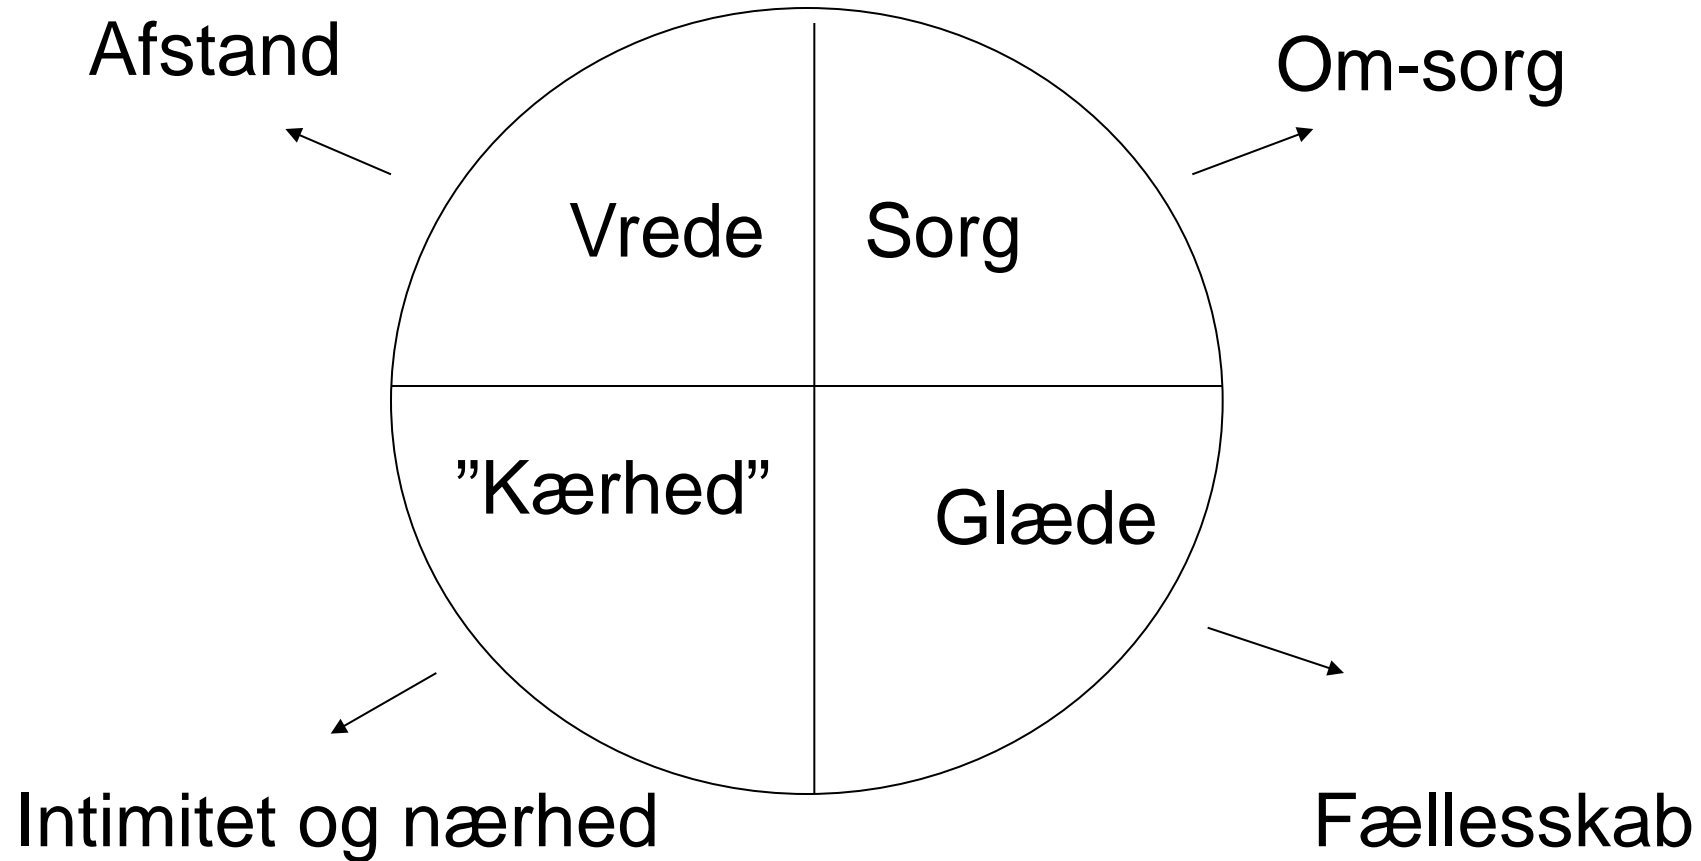 Afstand
Om-sorg
Vrede
Sorg
”Kærhed”
Glæde
Intimitet og nærhed
Fællesskab